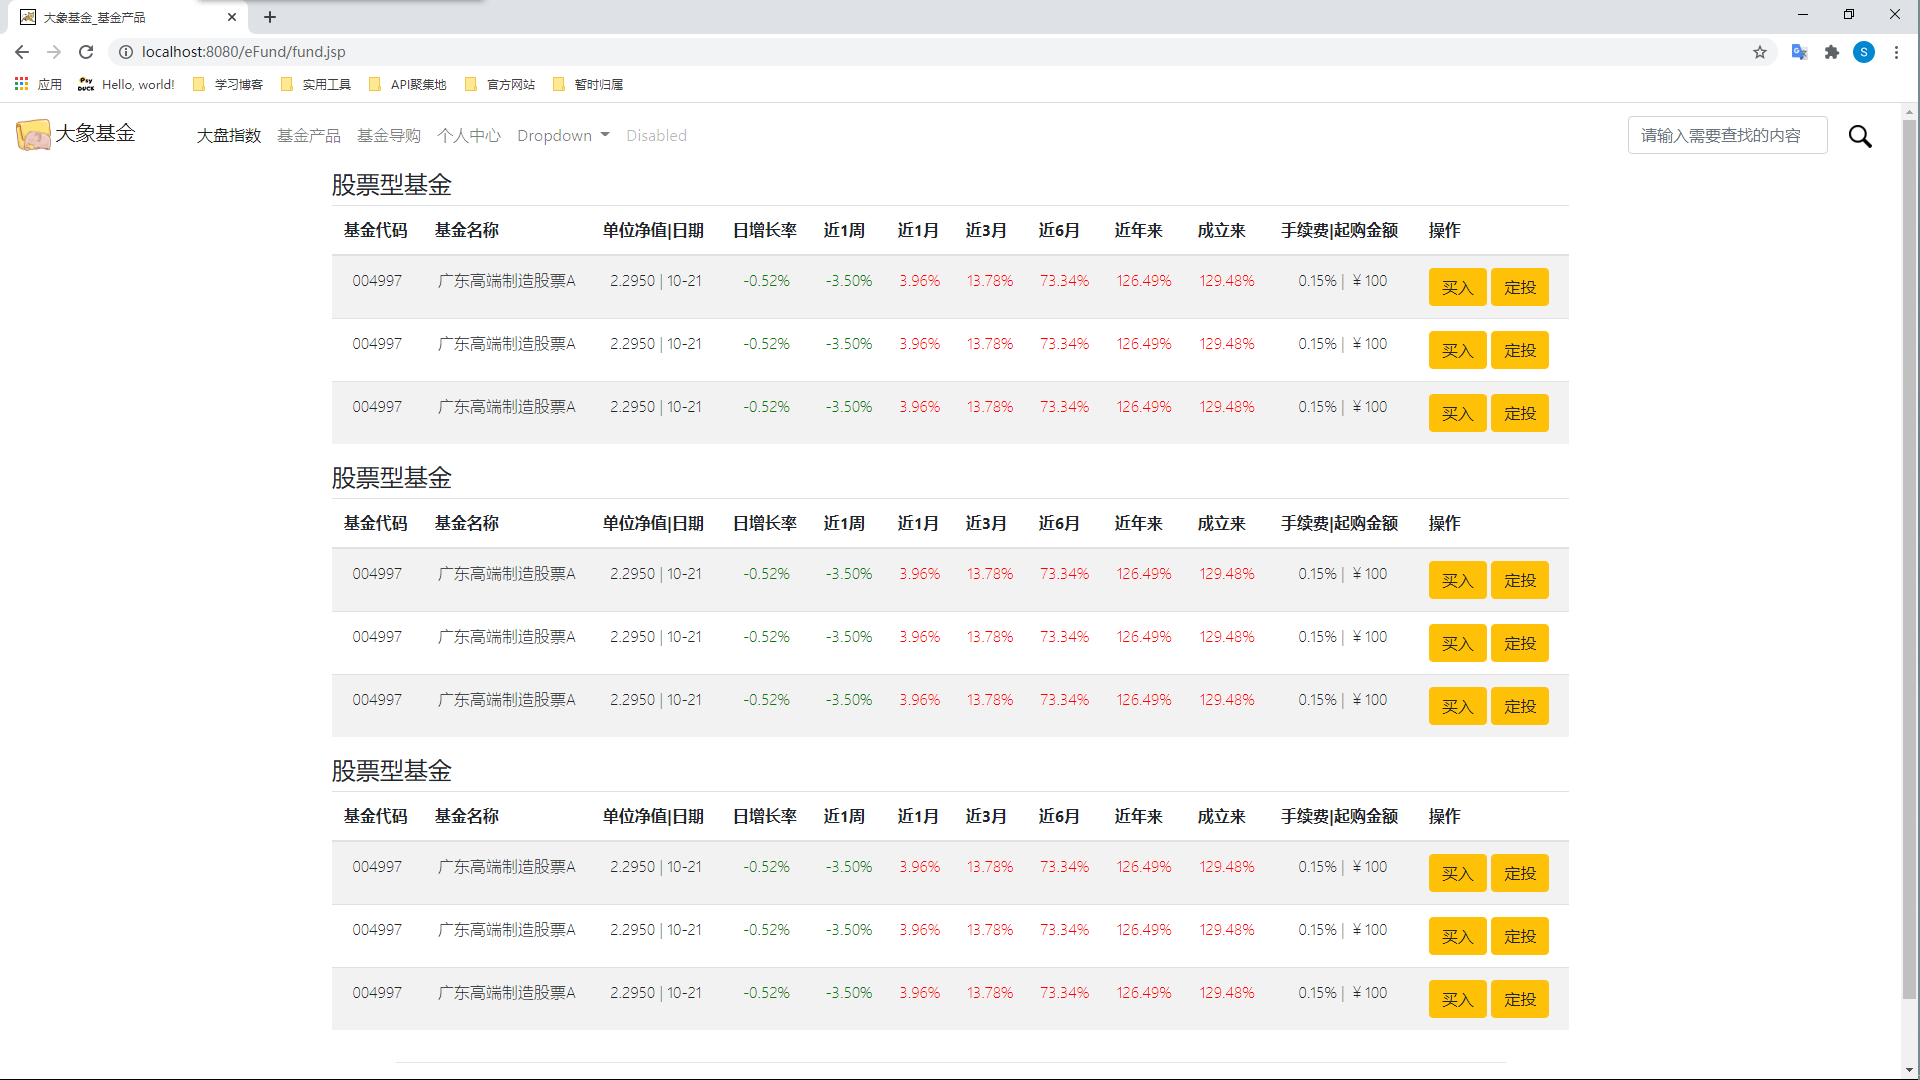 大象基金_基金产品
localhost:8080/eFund/fund.jsp
S
应用 Hello, world! 学习博客 实用工具 API聚集地 官方网站 暂时归属
大象基金 大盘指数 基金产品 基金导购 个人中心 Dropdown Disabled 请输入需要查找的内容
股票型基金
基金代码 基金名称 单位净值|日期 日增长率 近1周 近1月 近3月 近6月 近年来 成立来 手续费|起购金额 操作
004997 广东高端制造股票A 2.2950 | 10-21 -0.52% -3.50% 3.96% 13.78% 73.34% 126.49% 129.48% 0.15% | ￥100 买入 定投
004997 广东高端制造股票A 2.2950 | 10-21 -0.52% -3.50% 3.96% 13.78% 73.34% 126.49% 129.48% 0.15% | ￥100 买入 定投
004997 广东高端制造股票A 2.2950 | 10-21 -0.52% -3.50% 3.96% 13.78% 73.34% 126.49% 129.48% 0.15% | ￥100 买入 定投
股票型基金
基金代码 基金名称 单位净值|日期 日增长率 近1周 近1月 近3月 近6月 近年来 成立来 手续费|起购金额 操作
004997 广东高端制造股票A 2.2950 | 10-21 -0.52% -3.50% 3.96% 13.78% 73.34% 126.49% 129.48% 0.15% | ￥100 买入 定投
004997 广东高端制造股票A 2.2950 | 10-21 -0.52% -3.50% 3.96% 13.78% 73.34% 126.49% 129.48% 0.15% | ￥100 买入 定投
004997 广东高端制造股票A 2.2950 | 10-21 -0.52% -3.50% 3.96% 13.78% 73.34% 126.49% 129.48% 0.15% | ￥100 买入 定投
股票型基金
基金代码 基金名称 单位净值|日期 日增长率 近1周 近1月 近3月 近6月 近年来 成立来 手续费|起购金额 操作
004997 广东高端制造股票A 2.2950 | 10-21 -0.52% -3.50% 3.96% 13.78% 73.34% 126.49% 129.48% 0.15% | ￥100 买入 定投
004997 广东高端制造股票A 2.2950 | 10-21 -0.52% -3.50% 3.96% 13.78% 73.34% 126.49% 129.48% 0.15% | ￥100 买入 定投
004997 广东高端制造股票A 2.2950 | 10-21 -0.52% -3.50% 3.96% 13.78% 73.34% 126.49% 129.48% 0.15% | ￥100 买入 定投